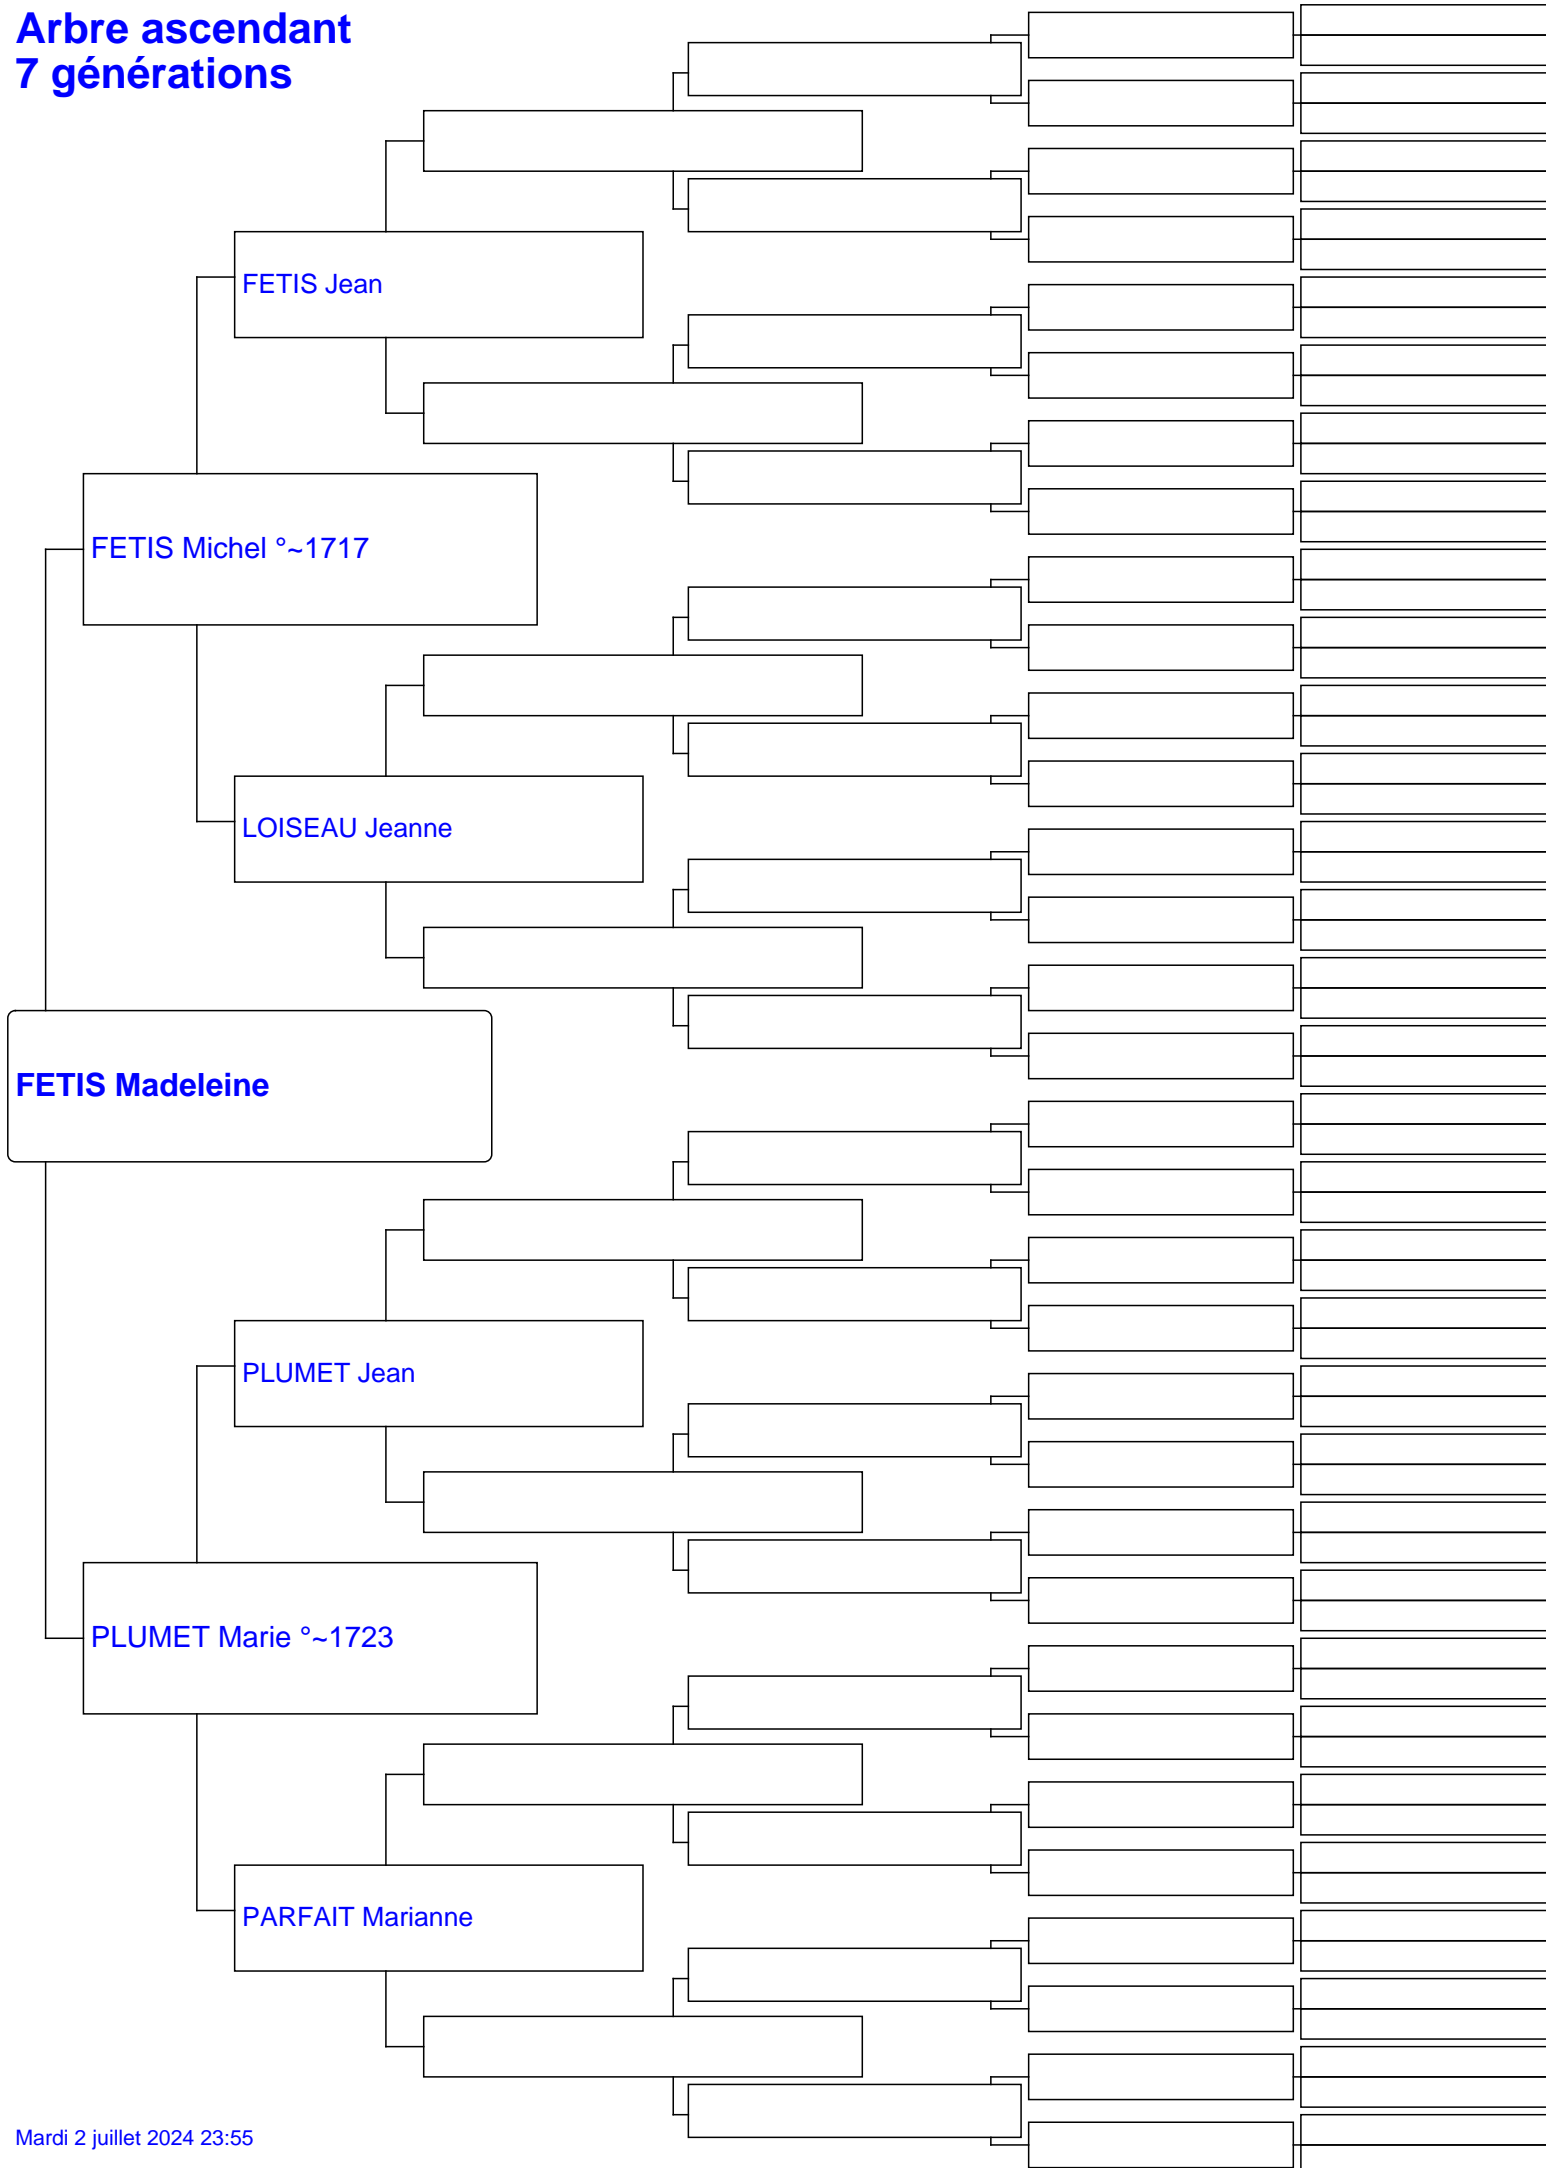 Arbre ascendant
7 générations
FETIS Jean
FETIS Michel °~1717
LOISEAU Jeanne
FETIS Madeleine
PLUMET Jean
PLUMET Marie °~1723
PARFAIT Marianne
Mardi 2 juillet 2024 23:55